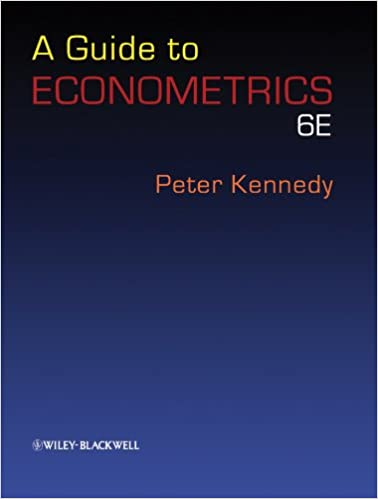 A Guide to
ECONOMETRICS
6E
Peter Kennedy
WILEY-BLACKWELL